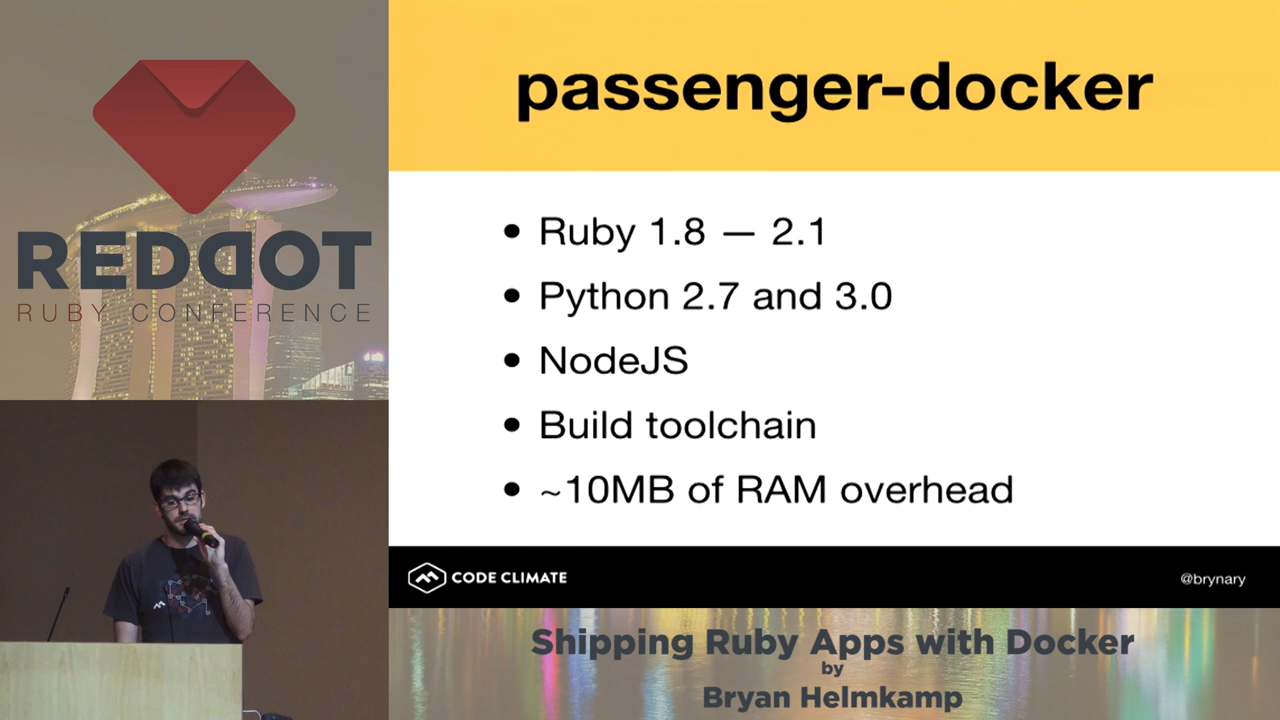 REDDOT
RUBY CONFERENCE
passenger-docker
• Ruby 1.8 — 2.1
• Python 2.7 and 3.0
• NodeJS
• Build toolchain
• ~10MB of RAM overhead
CODE CLIMATE
@brynary
Shipping Ruby Apps with Docker
by
Bryan Helmkamp